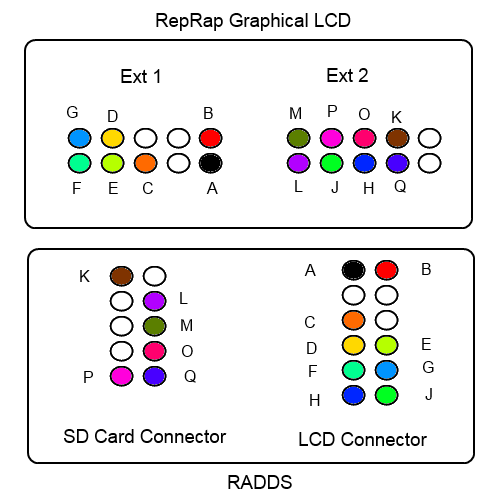 RepRap Graphical LCD
Ext 1
Ext 2
G D B
F E C A
M P O K
L J H Q
K
L
M
O
P Q
A B
C
D E
F G
H J
SD Card Connector
LCD Connector
RADDS